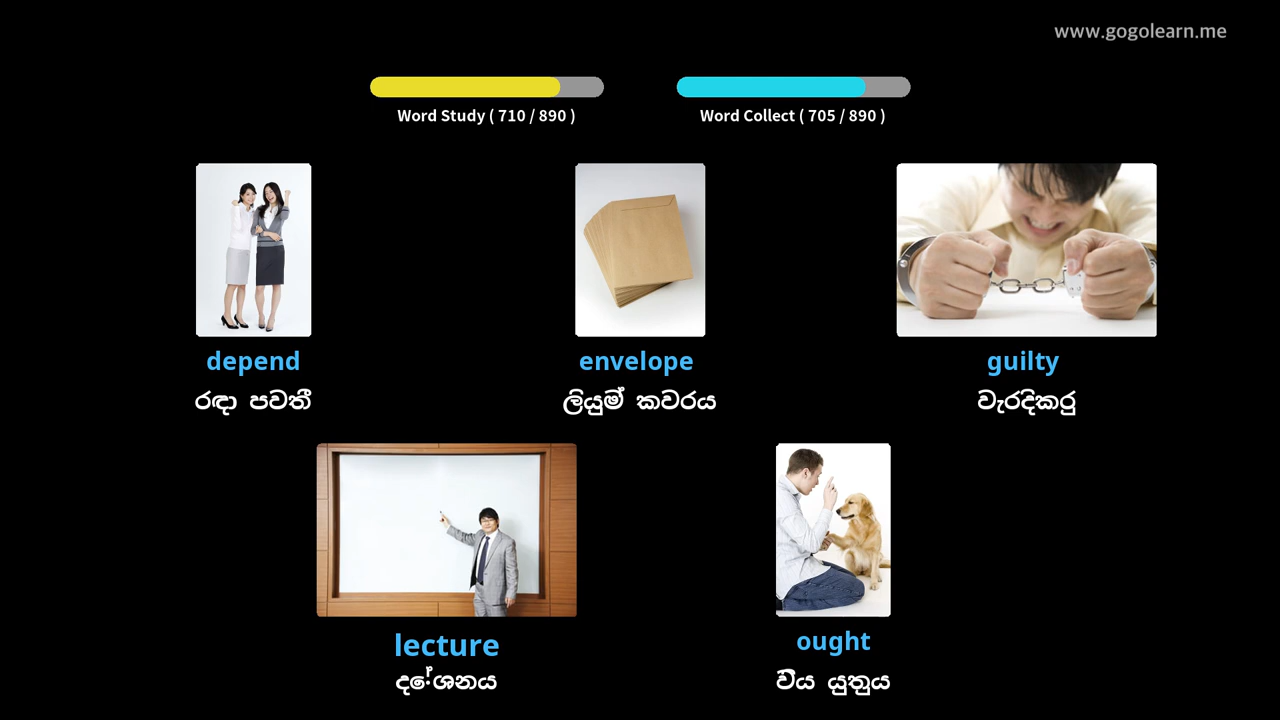 www.gogolearn.me
Word Study ( 710 / 890 )
Word Collect ( 705 / 890 )
depend
රඳා පවතී
envelope
ලියුම් කවරය
guilty
වැරදිකරු
lecture
දේශනය
ought
විය යුතුය